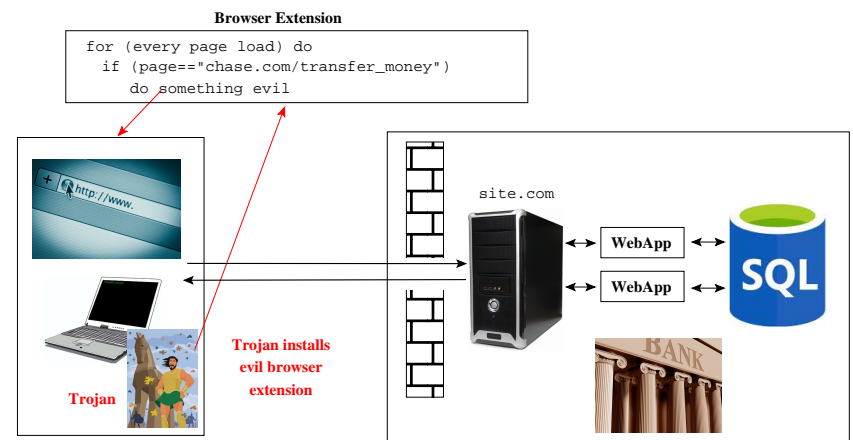 Browser Extension
for (every page load) do
if (page=="chase.com/transfer_money")
do something evil
+ http://www.
site.com
WebApp
WebApp
SQL
BANK
Trojan installs
evil browser
extension
Trojan